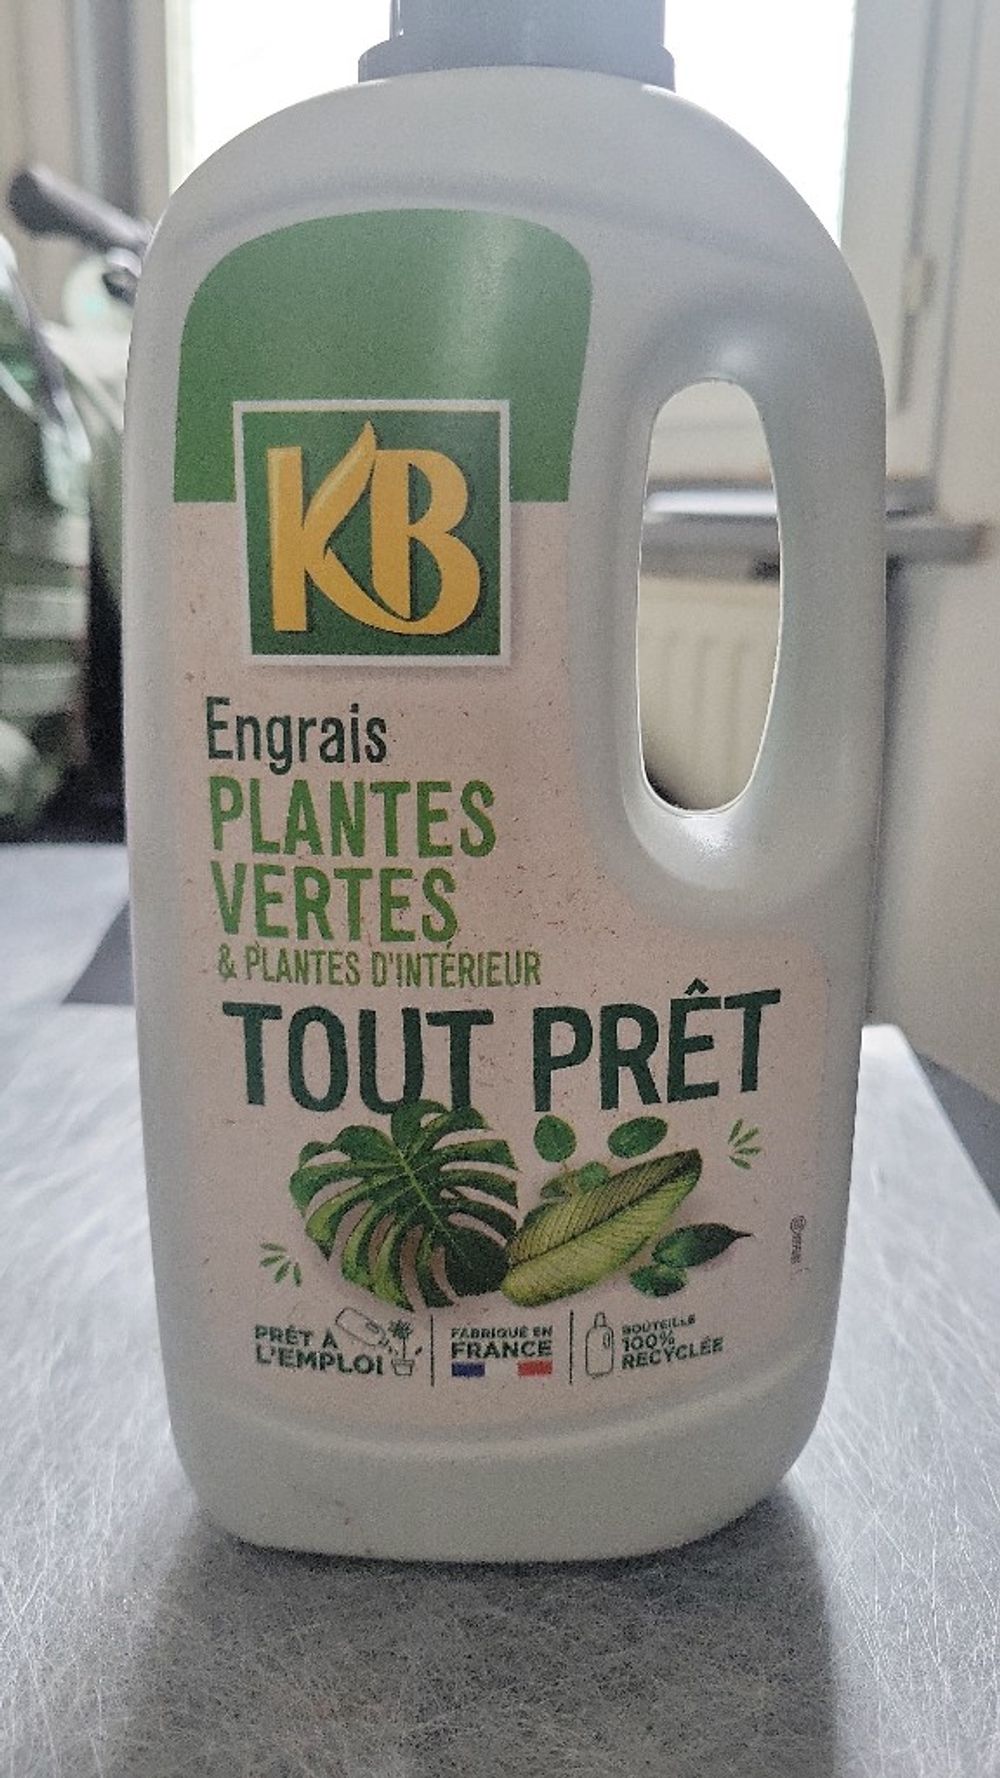 KB
Engrais
PLANTES
VERTES
& PLANTES D'INTÉRIEUR
TOUT PRÊT
PRÊT À
L'EMPLOI
FABRIQUÉ EN
FRANCE
BOUTEILLE
100%
RECYCLÉE